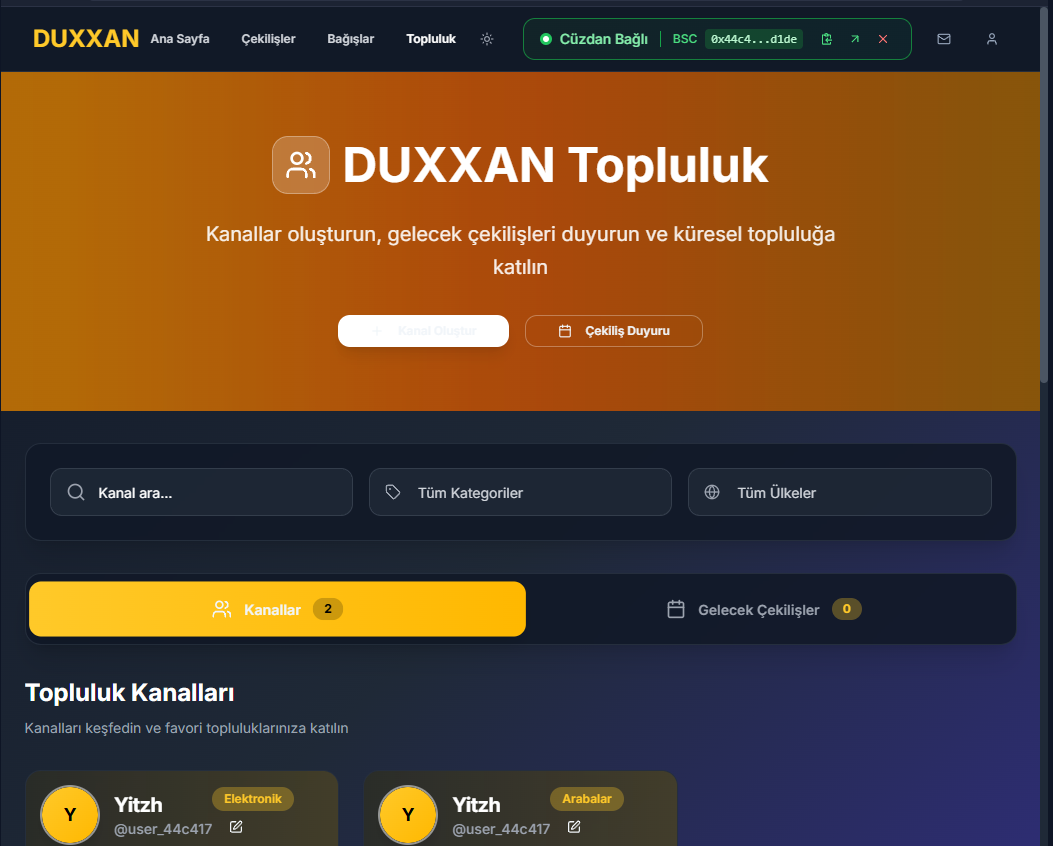 DUXXAN Ana Sayfa Çekilişler Bağışlar Topluluk Cüzdan Bağlı BSC 0x44c4...d1de
DUXXAN Topluluk
Kanallar oluşturun, gelecek çekilişleri duyurun ve küresel topluluğa
katılın
Kanal Oluştur Çekiliş Duyuru
Kanal ara... Tüm Kategoriler Tüm Ülkeler
Kanallar 2 Gelecek Çekilişler 0
Topluluk Kanalları
Kanalları keşfedin ve favori topluluklarınıza katılın
Y Yitzh Elektronik
@user_44c417
Y Yitzh Arabalar
@user_44c417